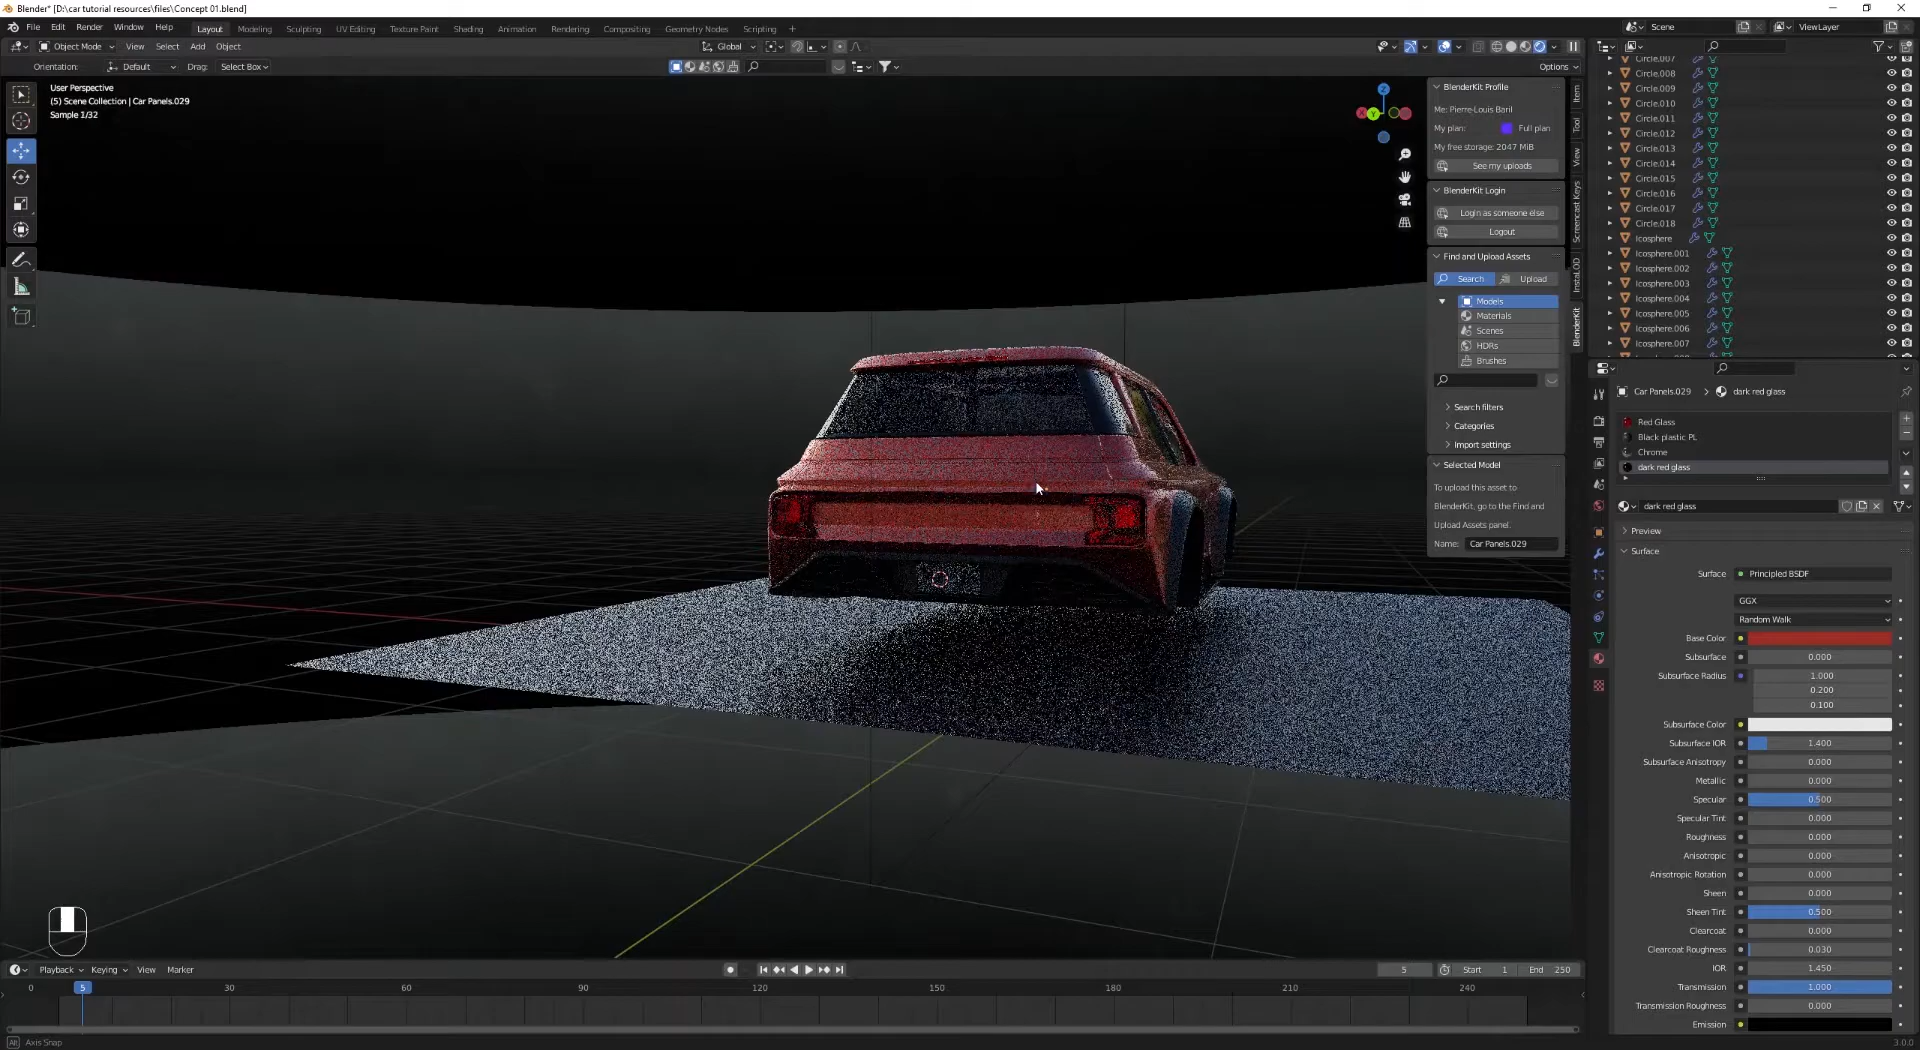 Blender* [D:\car tutorial resources\files\Concept 01.blend]
File Edit Render Window Help Layout Modeling Sculpting UV Editing Texture Paint Shading Animation Rendering Compositing Geometry Nodes Scripting +
Scene ViewLayer
Object Mode View Select Add Object Global
Orientation: Default Drag: Select Box Options
User Perspective
(5) Scene Collection | Car Panels.029
Sample 1/32
Z
Y
BlenderKit Profile
Me: Pierre-Louis Baril
My plan: Full plan
My free storage: 2047 MiB
See my uploads
BlenderKit Login
Login as someone else
Logout
Find and Upload Assets
Search Upload
Models
Materials
Scenes
HDRs
Brushes
Search filters
Categories
Import settings
Selected Model
To upload this asset to
BlenderKit, go to the Find and
Upload Assets panel.
Name: Car Panels.029
Item
Tool
View
Screencast Keys
InstaLOD
BlenderKit
Circle.007
Circle.008
Circle.009
Circle.010
Circle.011
Circle.012
Circle.013
Circle.014
Circle.015
Circle.016
Circle.017
Circle.018
Icosphere
Icosphere.001
Icosphere.002
Icosphere.003
Icosphere.004
Icosphere.005
Icosphere.006
Icosphere.007
Car Panels.029 > dark red glass
Red Glass
Black plastic PL
Chrome
dark red glass
dark red glass
Preview
Surface
Surface Principled BSDF
GGX
Random Walk
Base Color
Subsurface 0.000
Subsurface Radius 1.000
0.200
0.100
Subsurface Color
Subsurface IOR 1.400
Subsurface Anisotropy 0.000
Metallic 0.000
Specular 0.500
Specular Tint 0.000
Roughness 0.000
Anisotropic 0.000
Anisotropic Rotation 0.000
Sheen 0.000
Sheen Tint 0.500
Clearcoat 0.000
Clearcoat Roughness 0.030
IOR 1.450
Transmission 1.000
Transmission Roughness 0.000
Emission
Playback Keying View Marker 5 Start 1 End 250
0 5 30 60 90 120 150 180 210 240
Alt Axis Snap 3.0.0